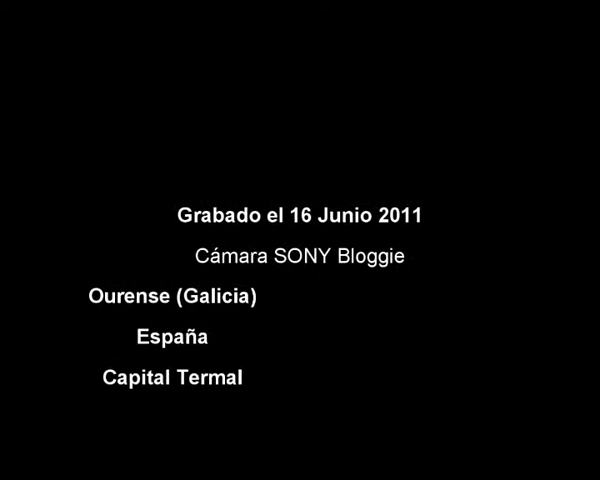 Grabado el 16 Junio 2011
Cámara SONY Bloggie
Ourense (Galicia)
España
Capital Termal